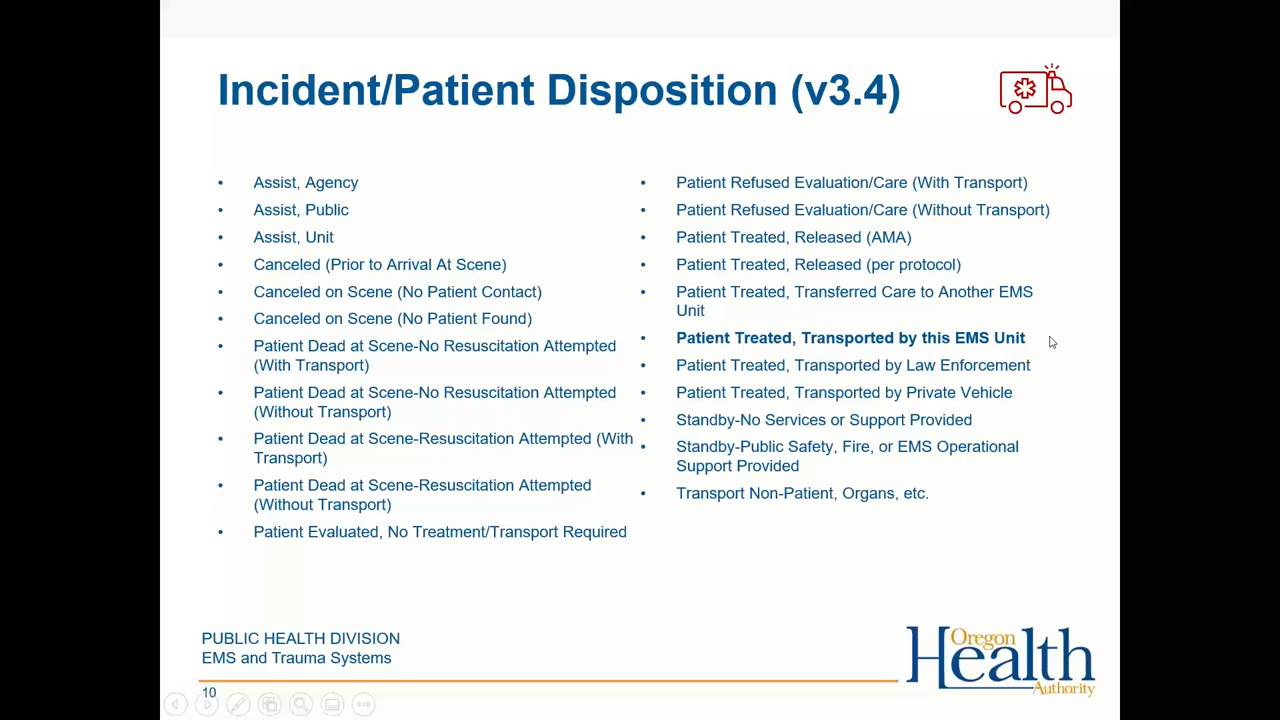 Incident/Patient Disposition (v3.4)
• Assist, Agency
• Assist, Public
• Assist, Unit
• Canceled (Prior to Arrival At Scene)
• Canceled on Scene (No Patient Contact)
• Canceled on Scene (No Patient Found)
• Patient Dead at Scene-No Resuscitation Attempted
(With Transport)
• Patient Dead at Scene-No Resuscitation Attempted
(Without Transport)
• Patient Dead at Scene-Resuscitation Attempted (With
Transport)
• Patient Dead at Scene-Resuscitation Attempted
(Without Transport)
• Patient Evaluated, No Treatment/Transport Required
• Patient Refused Evaluation/Care (With Transport)
• Patient Refused Evaluation/Care (Without Transport)
• Patient Treated, Released (AMA)
• Patient Treated, Released (per protocol)
• Patient Treated, Transferred Care to Another EMS
Unit
• Patient Treated, Transported by this EMS Unit
• Patient Treated, Transported by Law Enforcement
• Patient Treated, Transported by Private Vehicle
• Standby-No Services or Support Provided
• Standby-Public Safety, Fire, or EMS Operational
Support Provided
• Transport Non-Patient, Organs, etc.
PUBLIC HEALTH DIVISION
EMS and Trauma Systems
10
Oregon
Health
Authority